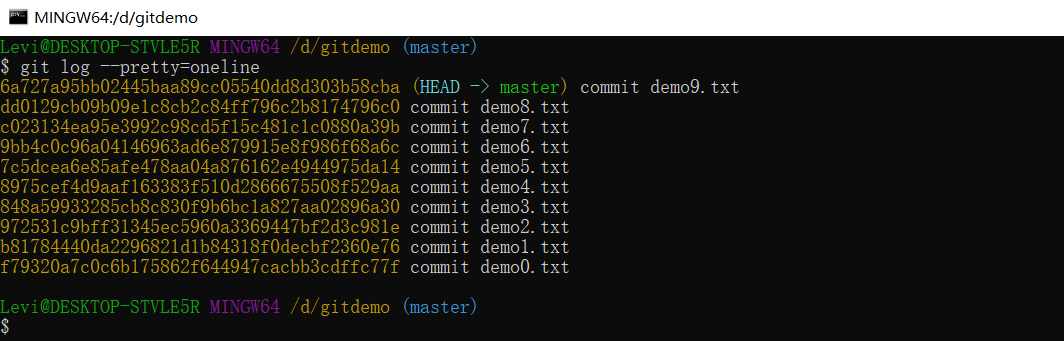 MINGW64:/d/gitdemo
Levi@DESKTOP-STVLE5R MINGW64 /d/gitdemo (master)
$ git log --pretty=oneline
6a727a95bb02445baa89cc05540dd8d303b58cba (HEAD -> master) commit demo9.txt
dd0129cb09b09e1c8cb2c84ff796c2b8174796c0 commit demo8.txt
c023134ea95e3992c98cd5f15c481c1c0880a39b commit demo7.txt
9bb4c0c96a04146963ad6e879915e8f986f68a6c commit demo6.txt
7c5dcea6e85afe478aa04a876162e4944975da14 commit demo5.txt
8975cef4d9aaf163383f510d2866675508f529aa commit demo4.txt
848a59933285cb8c830f9b6bc1a827aa02896a30 commit demo3.txt
972531c9bff31345ec5960a3369447bf2d3c981e commit demo2.txt
b81784440da2296821d1b84318f0decbf2360e76 commit demo1.txt
f79320a7c0c6b175862f644947cacbb3cdffc77f commit demo0.txt
Levi@DESKTOP-STVLE5R MINGW64 /d/gitdemo (master)
$